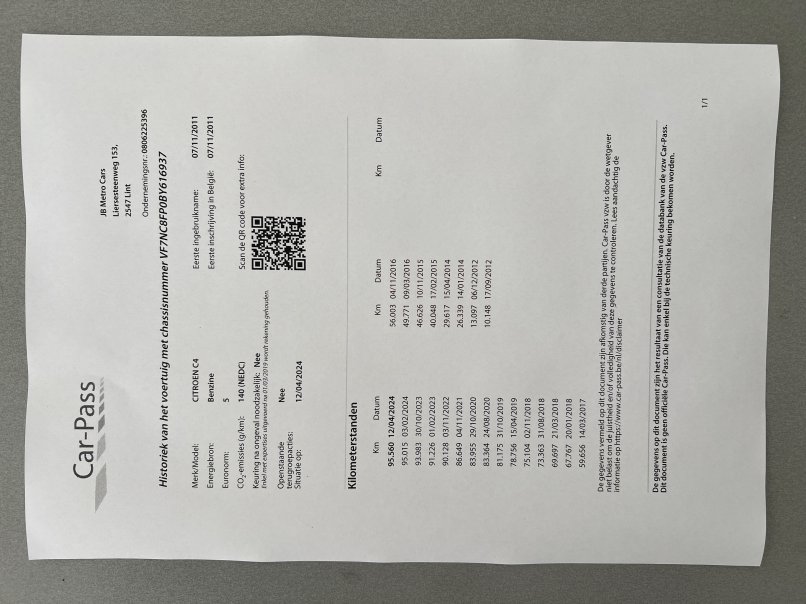 Car-Pass
JB Metro Cars
Liersesteenweg 153,
2547 Lint
Ondernemingsnr.: 0806225396
Historiek van het voertuig met chassisnummer VF7NC8FP0BY616937
Merk/Model: CITROEN C4 Eerste ingebruikname: 07/11/2011
Energiebron: Benzine Eerste inschrijving in België: 07/11/2011
Euronorm: 5
CO₂-emissies (g/km): 140 (NEDC) Scan de QR code voor extra info:
Keuring na ongeval noodzakelijk: Nee
Enkel met expertises uitgevoerd na 01/03/2019 wordt rekening gehouden
Openstaande
terugroepacties: Nee
Situatie op: 12/04/2024
Kilometerstanden
Km Datum Km Datum Km Datum
95.560 12/04/2024 56.003 04/11/2016
95.015 03/02/2024 49.771 09/03/2016
93.983 30/10/2023 46.626 10/11/2015
91.226 01/02/2023 40.048 17/02/2015
90.128 03/11/2022 29.617 15/04/2014
86.649 04/11/2021 26.339 14/01/2014
83.955 29/10/2020 13.097 06/12/2012
83.364 24/08/2020 10.148 17/09/2012
81.375 31/10/2019
78.756 15/04/2019
75.104 02/11/2018
73.363 31/08/2018
69.697 21/03/2018
67.767 20/01/2018
59.656 14/03/2017
De gegevens vermeld op dit document zijn afkomstig van derde partijen. Car-Pass vzw is door de wetgever
niet belast om de juistheid en/of volledigheid van deze gegevens te controleren. Lees aandachtig de
informatie op https://www.car-pass.be/nl/disclaimer
De gegevens op dit document zijn het resultaat van een consultatie van de databank van de vzw Car-Pass.
Dit document is geen officiële Car-Pass. Die kan enkel bij de technische keuring bekomen worden.
1/1